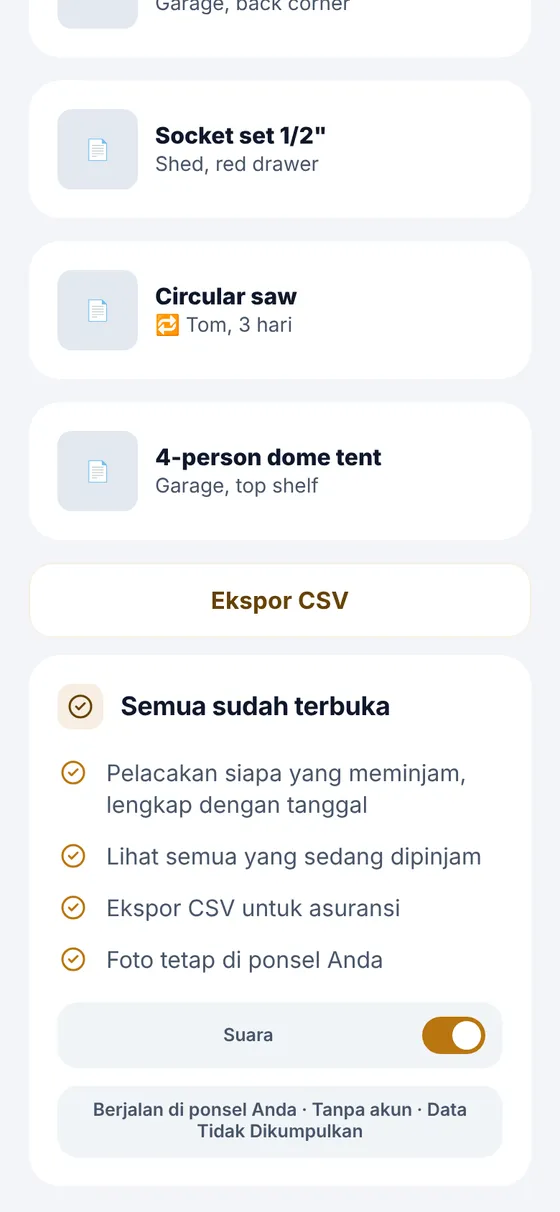 Garage, back corner
Socket set 1/2"
Shed, red drawer
Circular saw
🔁 Tom, 3 hari
4-person dome tent
Garage, top shelf
Ekspor CSV
Semua sudah terbuka
Pelacakan siapa yang meminjam,
lengkap dengan tanggal
Lihat semua yang sedang dipinjam
Ekspor CSV untuk asuransi
Foto tetap di ponsel Anda
Suara
Berjalan di ponsel Anda · Tanpa akun · Data
Tidak Dikumpulkan